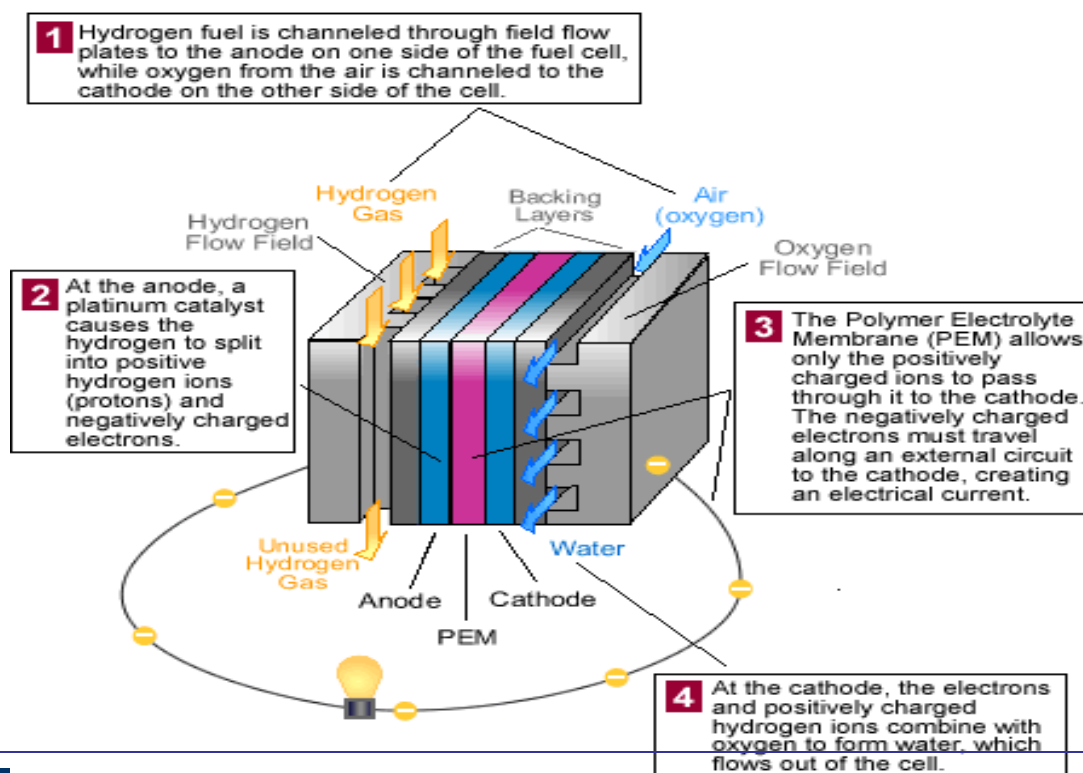 1 Hydrogen fuel is channeled through field flow
plates to the anode on one side of the fuel cell,
while oxygen from the air is channeled to the
cathode on the other side of the cell.
Hydrogen
Gas
Backing
Layers
Air
(oxygen)
Hydrogen
Flow Field
Oxygen
Flow Field
2 At the anode, a
platinum catalyst
causes the
hydrogen to split
into positive
hydrogen ions
(protons) and
negatively charged
electrons.
3 The Polymer Electrolyte
Membrane (PEM) allows
only the positively
charged ions to pass
through it to the cathode.
The negatively charged
electrons must travel
along an external circuit
to the cathode, creating
an electrical current.
Unused
Hydrogen
Gas
Water
Anode
Cathode
PEM
4 At the cathode, the electrons
and positively charged
hydrogen ions combine with
oxygen to form water, which
flows out of the cell.